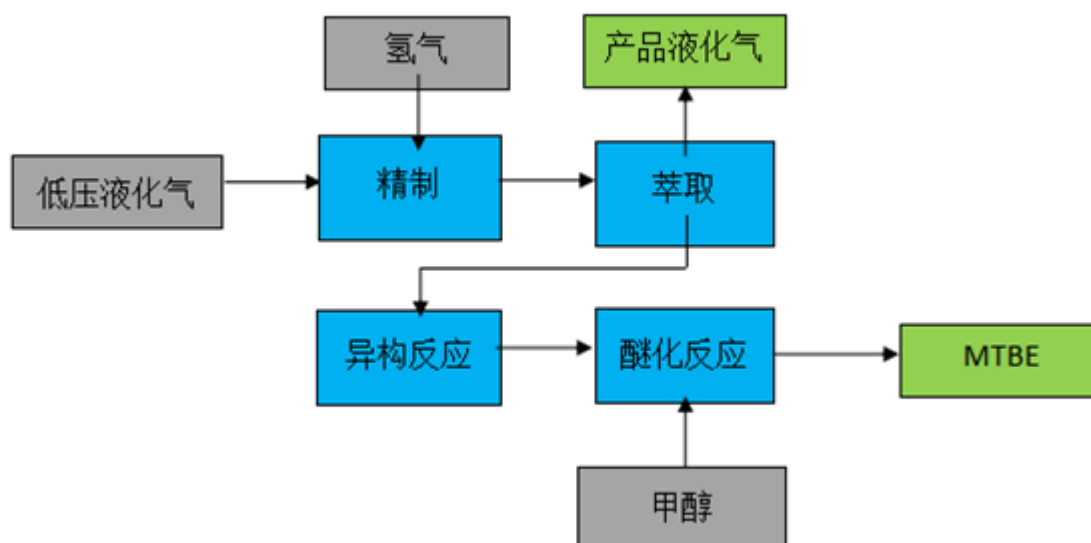 氢气
产品液化气
低压液化气
精制
萃取
异构反应
醚化反应
MTBE
甲醇